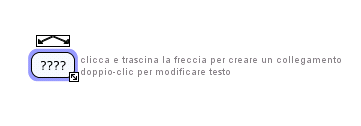 ????
clicca e trascina la freccia per creare un collegamento
doppio-clic per modificare testo